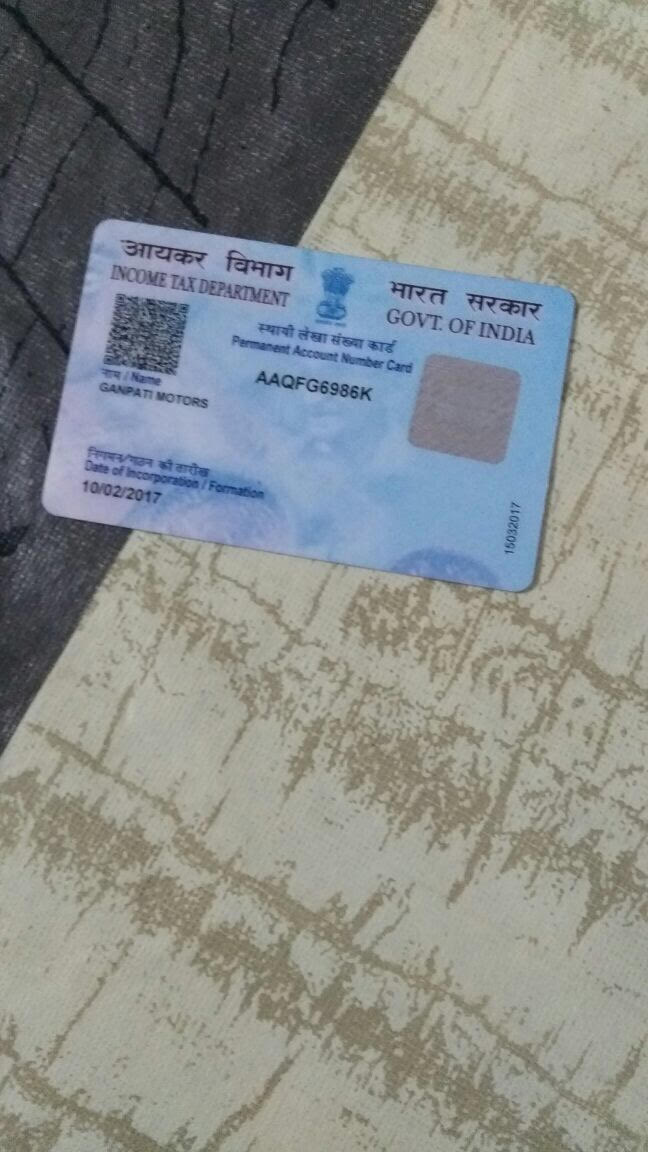 आयकर विभाग
INCOME TAX DEPARTMENT
भारत सरकार
GOVT. OF INDIA
स्थायी लेखा संख्या कार्ड
Permanent Account Number Card
AAQFG6986K
नाम / Name
GANPATI MOTORS
निगमन/गठन की तारीख
Date of Incorporation / Formation
10/02/2017
15032017